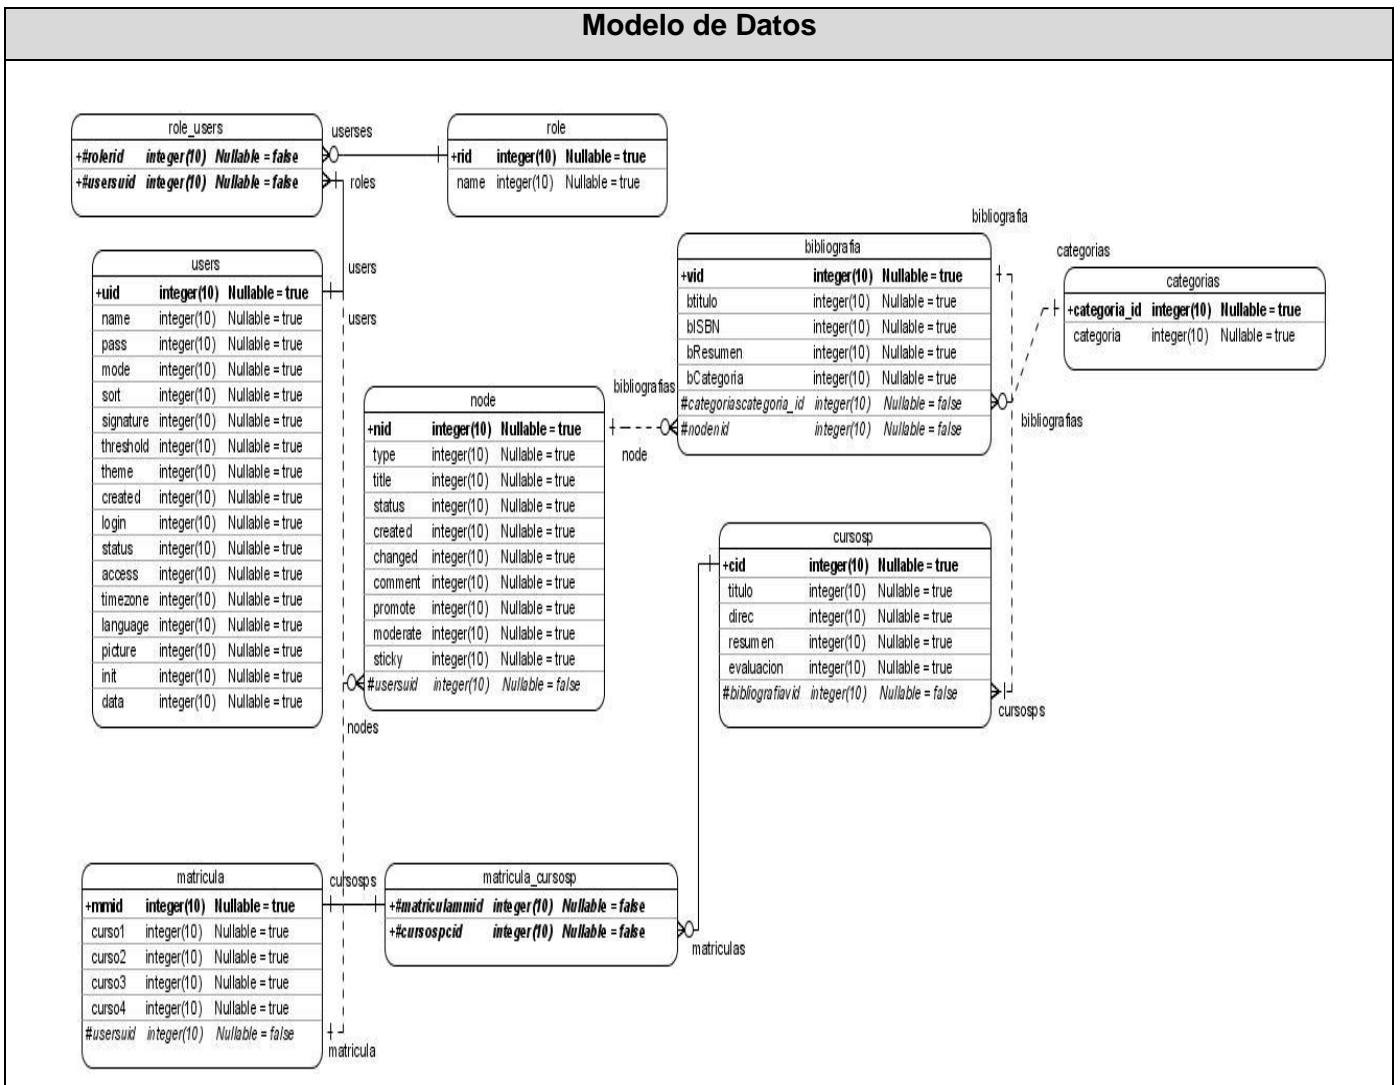 Modelo de Datos
role_users
+#rolerid integer(10) Nullable = false
+#usersuid integer(10) Nullable = false
userses
roles
role
+rid integer(10) Nullable = true
name integer(10) Nullable = true
users
+uid integer(10) Nullable = true
name integer(10) Nullable = true
pass integer(10) Nullable = true
mode integer(10) Nullable = true
sort integer(10) Nullable = true
signature integer(10) Nullable = true
threshold integer(10) Nullable = true
theme integer(10) Nullable = true
created integer(10) Nullable = true
login integer(10) Nullable = true
status integer(10) Nullable = true
access integer(10) Nullable = true
timezone integer(10) Nullable = true
language integer(10) Nullable = true
picture integer(10) Nullable = true
init integer(10) Nullable = true
data integer(10) Nullable = true
users
users
node
+nid integer(10) Nullable = true
type integer(10) Nullable = true
title integer(10) Nullable = true
status integer(10) Nullable = true
created integer(10) Nullable = true
changed integer(10) Nullable = true
comment integer(10) Nullable = true
promote integer(10) Nullable = true
moderate integer(10) Nullable = true
sticky integer(10) Nullable = true
#usersuid integer(10) Nullable = false
nodes
bibliografias
node
bibliografia
bibliografia
+vid integer(10) Nullable = true
btitulo integer(10) Nullable = true
bISBN integer(10) Nullable = true
bResumen integer(10) Nullable = true
bCategoria integer(10) Nullable = true
#categoriascategoria_id integer(10) Nullable = false
#nodenid integer(10) Nullable = false
categorias
categorias
+categoria_id integer(10) Nullable = true
categoria integer(10) Nullable = true
bibliografias
cursosp
+cid integer(10) Nullable = true
titulo integer(10) Nullable = true
direc integer(10) Nullable = true
resumen integer(10) Nullable = true
evaluacion integer(10) Nullable = true
#bibliografiavid integer(10) Nullable = false
cursosps
matricula
+mmid integer(10) Nullable = true
curso1 integer(10) Nullable = true
curso2 integer(10) Nullable = true
curso3 integer(10) Nullable = true
curso4 integer(10) Nullable = true
#usersuid integer(10) Nullable = false
cursosps
matricula
matricula_cursosp
+#matriculammid integer(10) Nullable = false
+#cursospcid integer(10) Nullable = false
matriculas